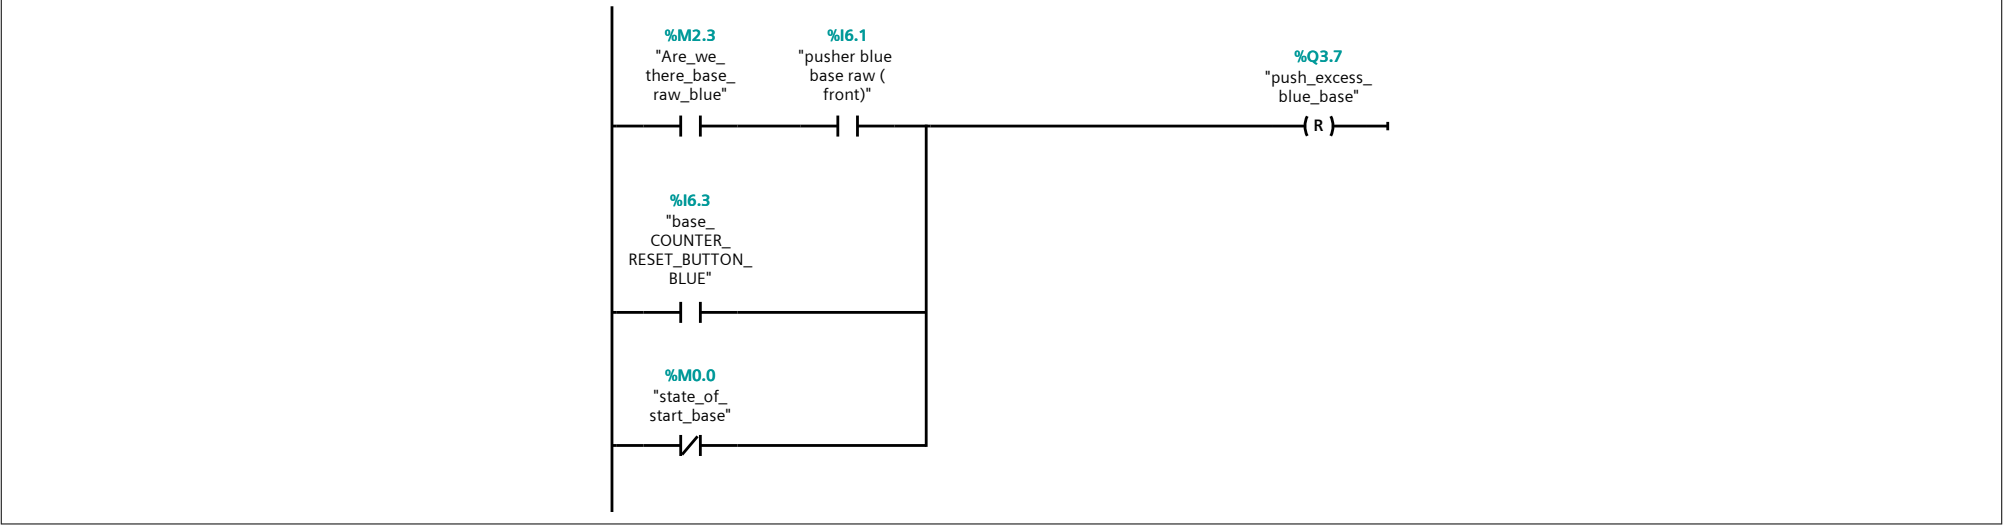 %M2.3
"Are_we_
there_base_
raw_blue"
%I6.1
"pusher blue
base raw (
front)"
%Q3.7
"push_excess_
blue_base"
R
%I6.3
"base_
COUNTER_
RESET_BUTTON_
BLUE"
%M0.0
"state_of_
start_base"